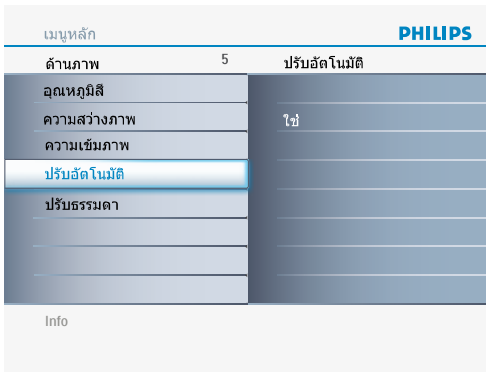 เมนูหลัก
PHILIPS
ด้านภาพ 5
ปรับอัตโนมัติ
อุณหภูมิสี
ความสว่างภาพ
ใช่
ความเข้มภาพ
ปรับอัตโนมัติ
ปรับธรรมดา
Info